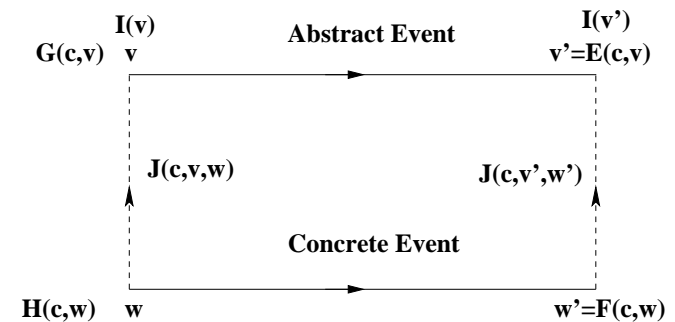 I(v) Abstract Event I(v’)
G(c,v) v v’=E(c,v)
J(c,v,w) J(c,v’,w’)
Concrete Event
H(c,w) w w’=F(c,w)